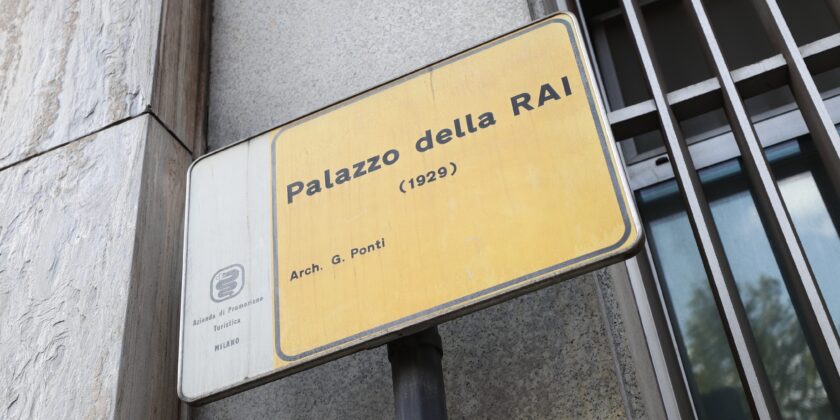 Palazzo della RAI
(1929)
Arch. G. Ponti
Azienda di Promozione
Turistica
MILANO